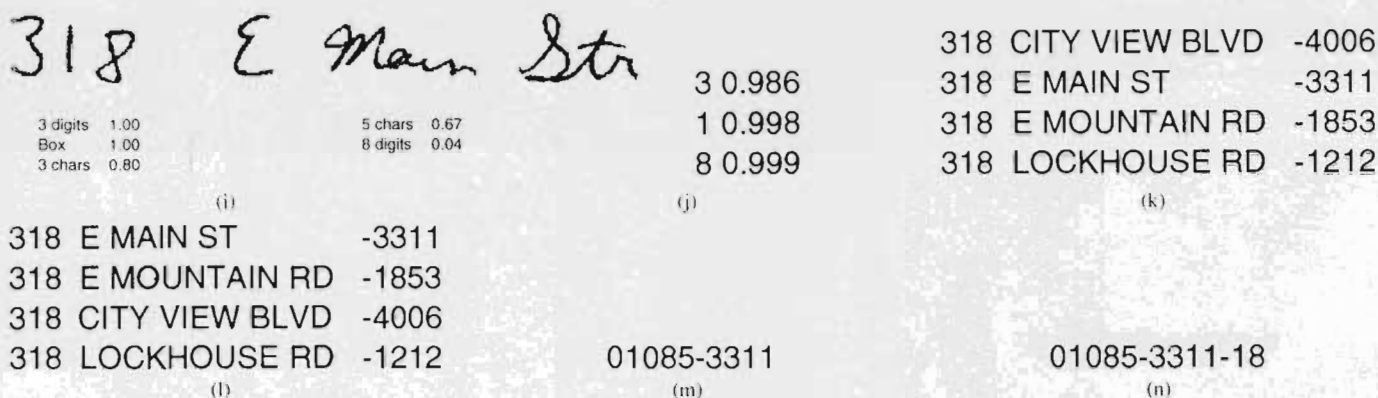 318 E Main Str
3 digits 1.00
Box 1.00
3 chars 0.80
5 chars 0.67
8 digits 0.04
(i)
3 0.986
1 0.998
8 0.999
(j)
318 CITY VIEW BLVD -4006
318 E MAIN ST -3311
318 E MOUNTAIN RD -1853
318 LOCKHOUSE RD -1212
(k)
318 E MAIN ST -3311
318 E MOUNTAIN RD -1853
318 CITY VIEW BLVD -4006
318 LOCKHOUSE RD -1212
(l)
01085-3311
(m)
01085-3311-18
(n)